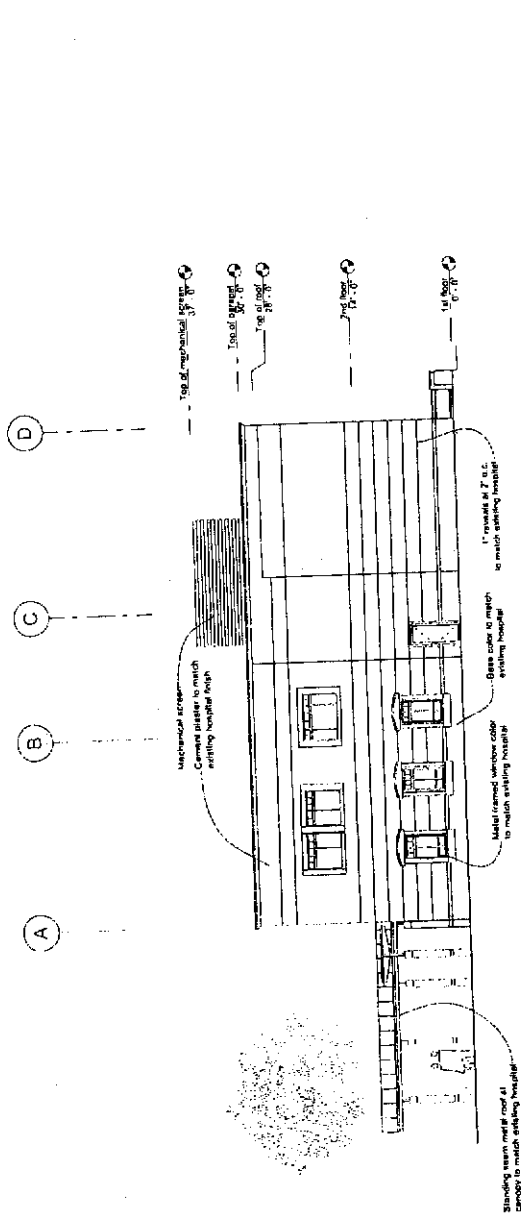 A
B
C
D
Top of mechanical screen
37' - 0"
Top of parapet
30' - 0"
Top of roof
28' - 0"
2nd floor
14' - 0"
1st floor
0' - 0"
Mechanical screen
Cement plaster to match
existing hospital finish
1" reveals at 2' o.c.
to match existing hospital
Base color to match
existing hospital
Metal framed window color
to match existing hospital
Standing seam metal roof at
canopy to match existing hospital